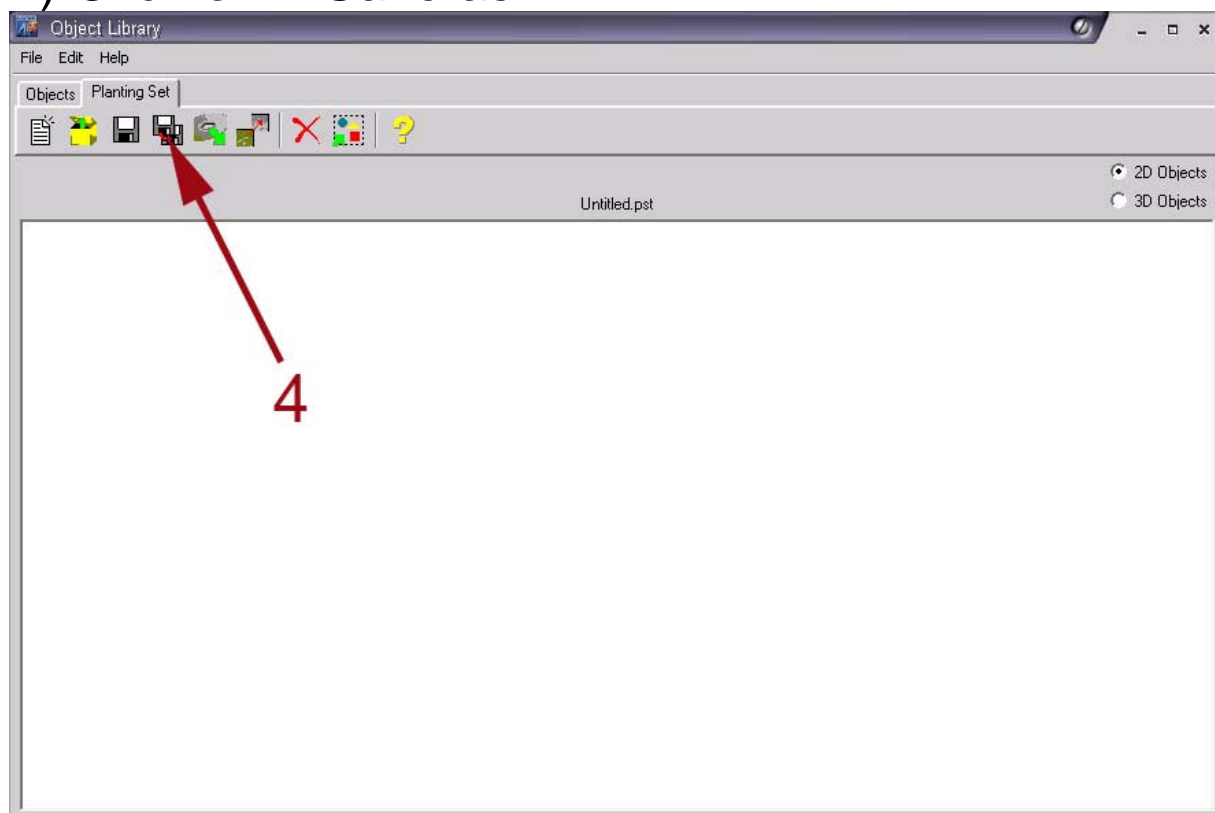 Object Library
File Edit Help
Objects Planting Set
2D Objects
Untitled.pst
3D Objects
4